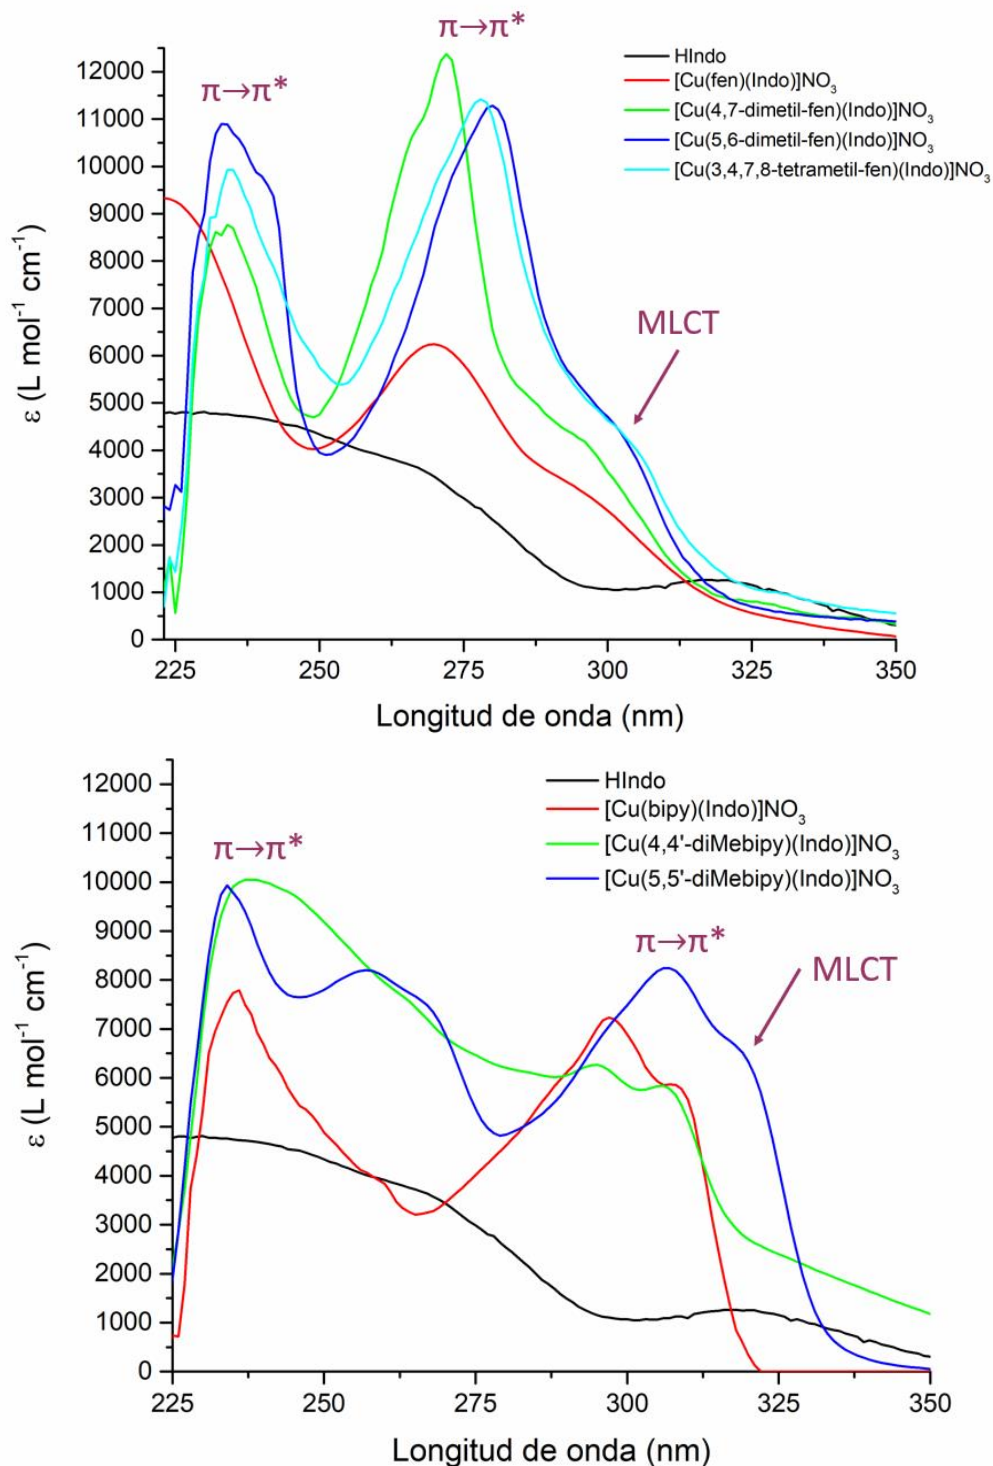 π→π*
π→π*
HIndo
[Cu(fen)(Indo)]NO₃
[Cu(4,7-dimetil-fen)(Indo)]NO₃
[Cu(5,6-dimetil-fen)(Indo)]NO₃
[Cu(3,4,7,8-tetrametil-fen)(Indo)]NO₃
MLCT
12000
11000
10000
9000
8000
7000
6000
5000
4000
3000
2000
1000
0
ε (L mol⁻¹ cm⁻¹)
225 250 275 300 325 350
Longitud de onda (nm)
HIndo
[Cu(bipy)(Indo)]NO₃
[Cu(4,4'-diMebipy)(Indo)]NO₃
[Cu(5,5'-diMebipy)(Indo)]NO₃
π→π*
π→π*
MLCT
12000
11000
10000
9000
8000
7000
6000
5000
4000
3000
2000
1000
0
ε (L mol⁻¹ cm⁻¹)
225 250 275 300 325 350
Longitud de onda (nm)